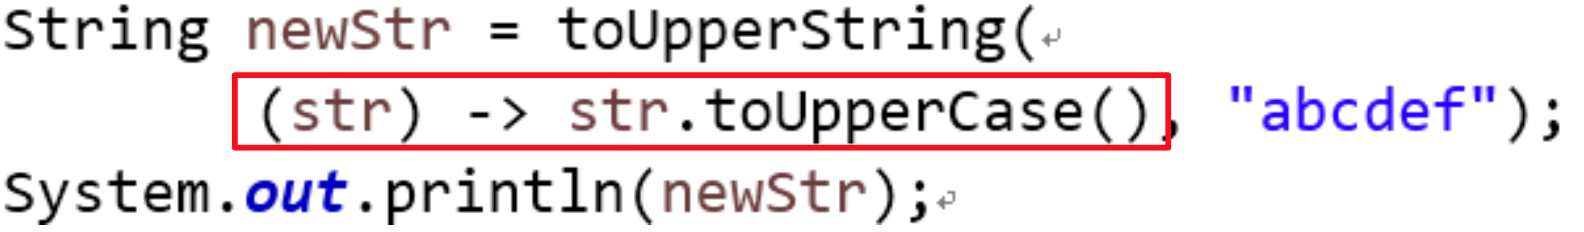 String newStr = toUpperString(↵
(str) -> str.toUpperCase(), "abcdef");
System.out.println(newStr);↵